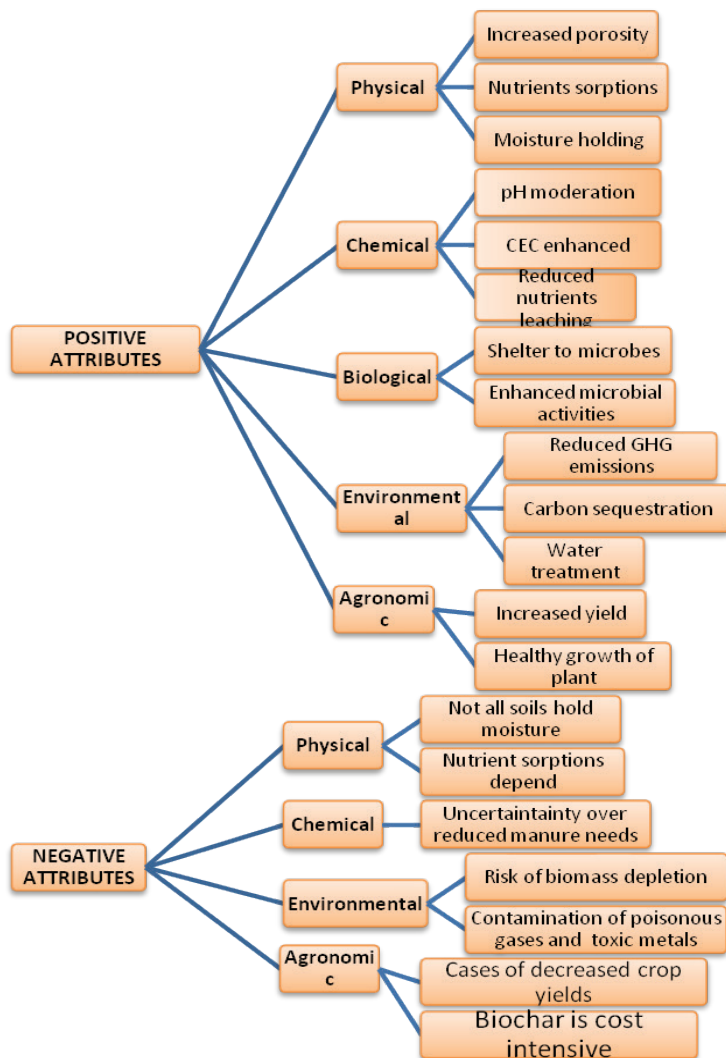 Increased porosity
Physical
Nutrients sorptions
Moisture holding
pH moderation
Chemical
CEC enhanced
Reduced
nutrients
leaching
POSITIVE
ATTRIBUTES
Shelter to microbes
Biological
Enhanced microbial
activities
Reduced GHG
emissions
Environment
al
Carbon sequestration
Water
treatment
Agronomi
c
Increased yield
Healthy growth of
plant
Not all soils hold
moisture
Physical
Nutrient sorptions
depend
Chemical
Uncertaintainty over
reduced manure needs
NEGATIVE
ATTRIBUTES
Risk of biomass depletion
Environmental
Contamination of poisonous
gases and toxic metals
Agronomi
c
Cases of decreased crop
yields
Biochar is cost
intensive